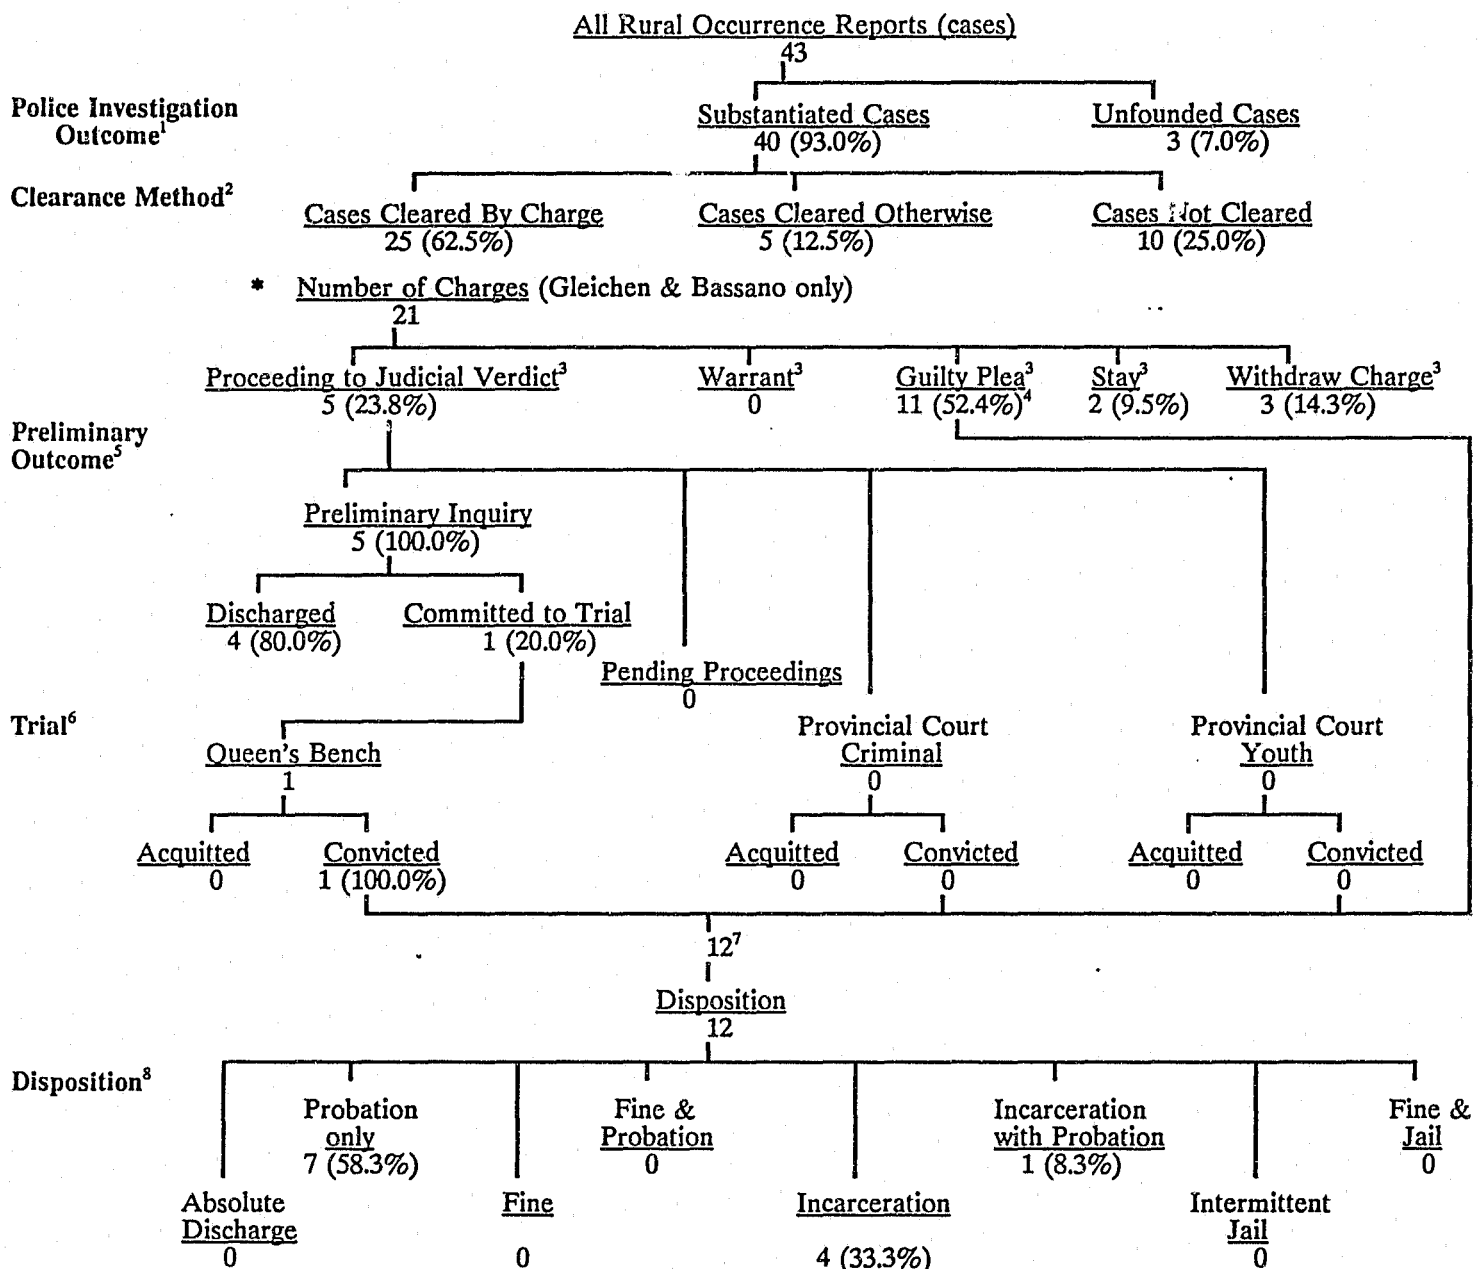 All Rural Occurrence Reports (cases)
43
Police Investigation
Outcome¹
Substantiated Cases
40 (93.0%)
Unfounded Cases
3 (7.0%)
Clearance Method²
Cases Cleared By Charge
25 (62.5%)
Cases Cleared Otherwise
5 (12.5%)
Cases Not Cleared
10 (25.0%)
* Number of Charges (Gleichen & Bassano only)
21
Proceeding to Judicial Verdict³
5 (23.8%)
Warrant³
0
Guilty Plea³
11 (52.4%)⁴
Stay³
2 (9.5%)
Withdraw Charge³
3 (14.3%)
Preliminary
Outcome⁵
Preliminary Inquiry
5 (100.0%)
Discharged
4 (80.0%)
Committed to Trial
1 (20.0%)
Pending Proceedings
0
Trial⁶
Queen's Bench
1
Provincial Court
Criminal
0
Provincial Court
Youth
0
Acquitted
0
Convicted
1 (100.0%)
Acquitted
0
Convicted
0
Acquitted
0
Convicted
0
12⁷
Disposition
12
Disposition⁸
Probation
only
7 (58.3%)
Fine &
Probation
0
Incarceration
with Probation
1 (8.3%)
Fine &
Jail
0
Absolute
Discharge
0
Fine
0
Incarceration
4 (33.3%)
Intermittent
Jail
0